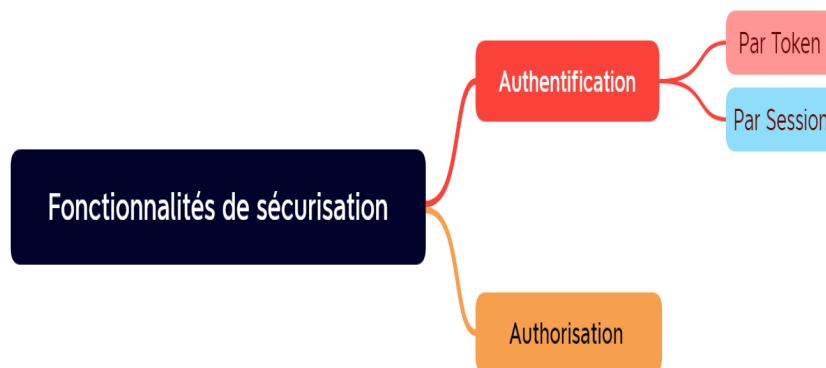 Par Token
Authentification
Par Session
Fonctionnalités de sécurisation
Authorisation